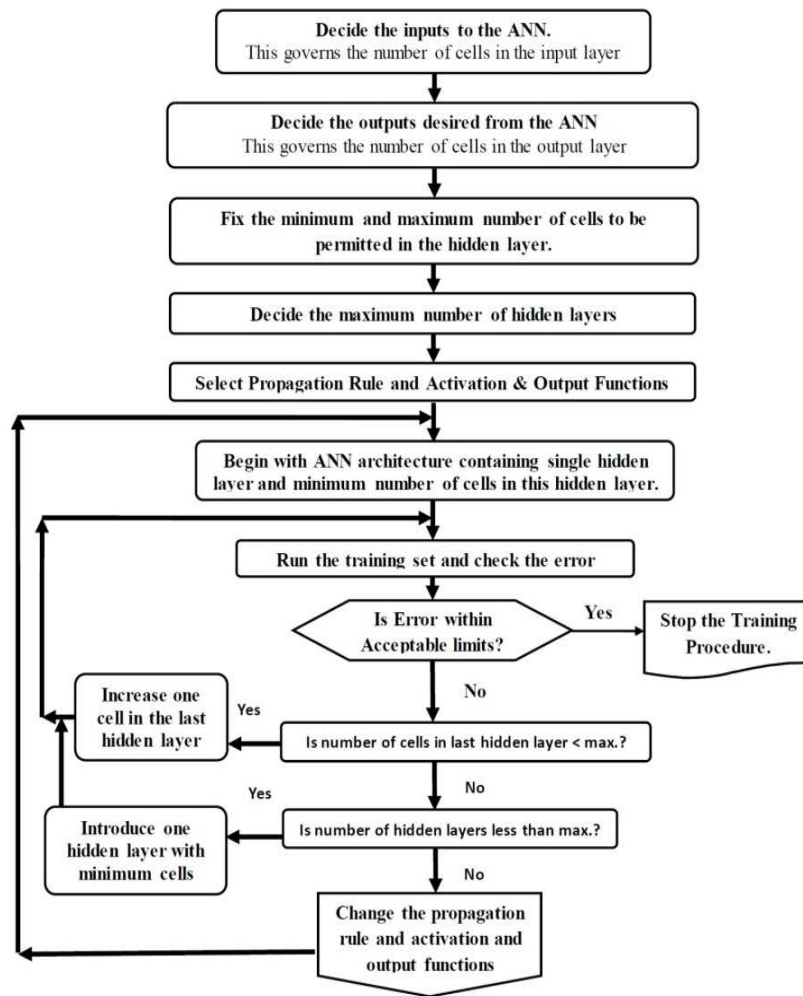 Decide the inputs to the ANN.
This governs the number of cells in the input layer
Decide the outputs desired from the ANN
This governs the number of cells in the output layer
Fix the minimum and maximum number of cells to be
permitted in the hidden layer.
Decide the maximum number of hidden layers
Select Propagation Rule and Activation & Output Functions
Begin with ANN architecture containing single hidden
layer and minimum number of cells in this hidden layer.
Run the training set and check the error
Is Error within
Acceptable limits?
Yes
Stop the Training
Procedure.
No
Is number of cells in last hidden layer < max.?
Yes
Increase one
cell in the last
hidden layer
No
Is number of hidden layers less than max.?
Yes
Introduce one
hidden layer with
minimum cells
No
Change the propagation
rule and activation and
output functions